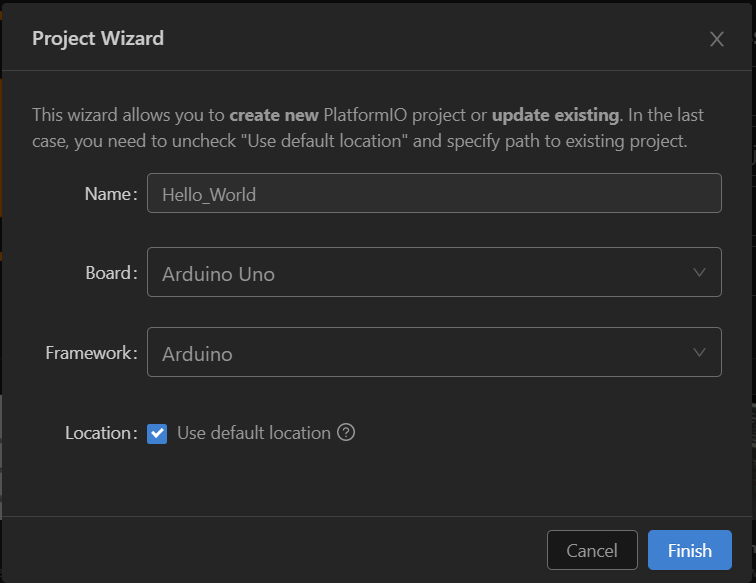 Project Wizard
This wizard allows you to create new PlatformIO project or update existing. In the last
case, you need to uncheck "Use default location" and specify path to existing project.
Name: Hello_World
Board: Arduino Uno
Framework: Arduino
Location: Use default location
Cancel Finish